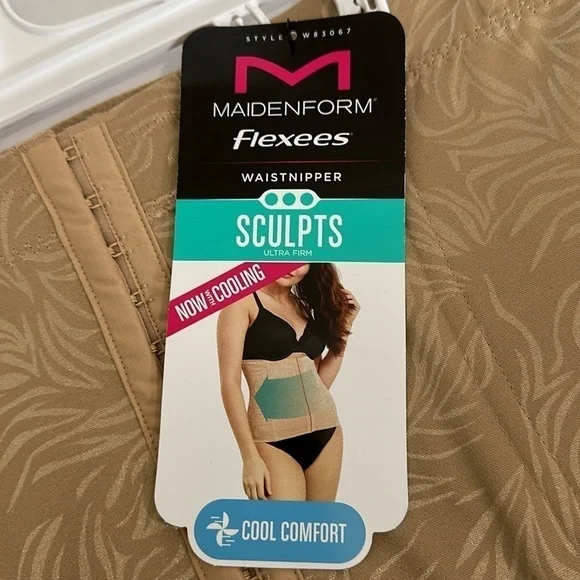 STYLE W83067
MAIDENFORM®
flexees®
WAISTNIPPER
SCULPTS
ULTRA FIRM
NOW WITH COOLING
COOL COMFORT